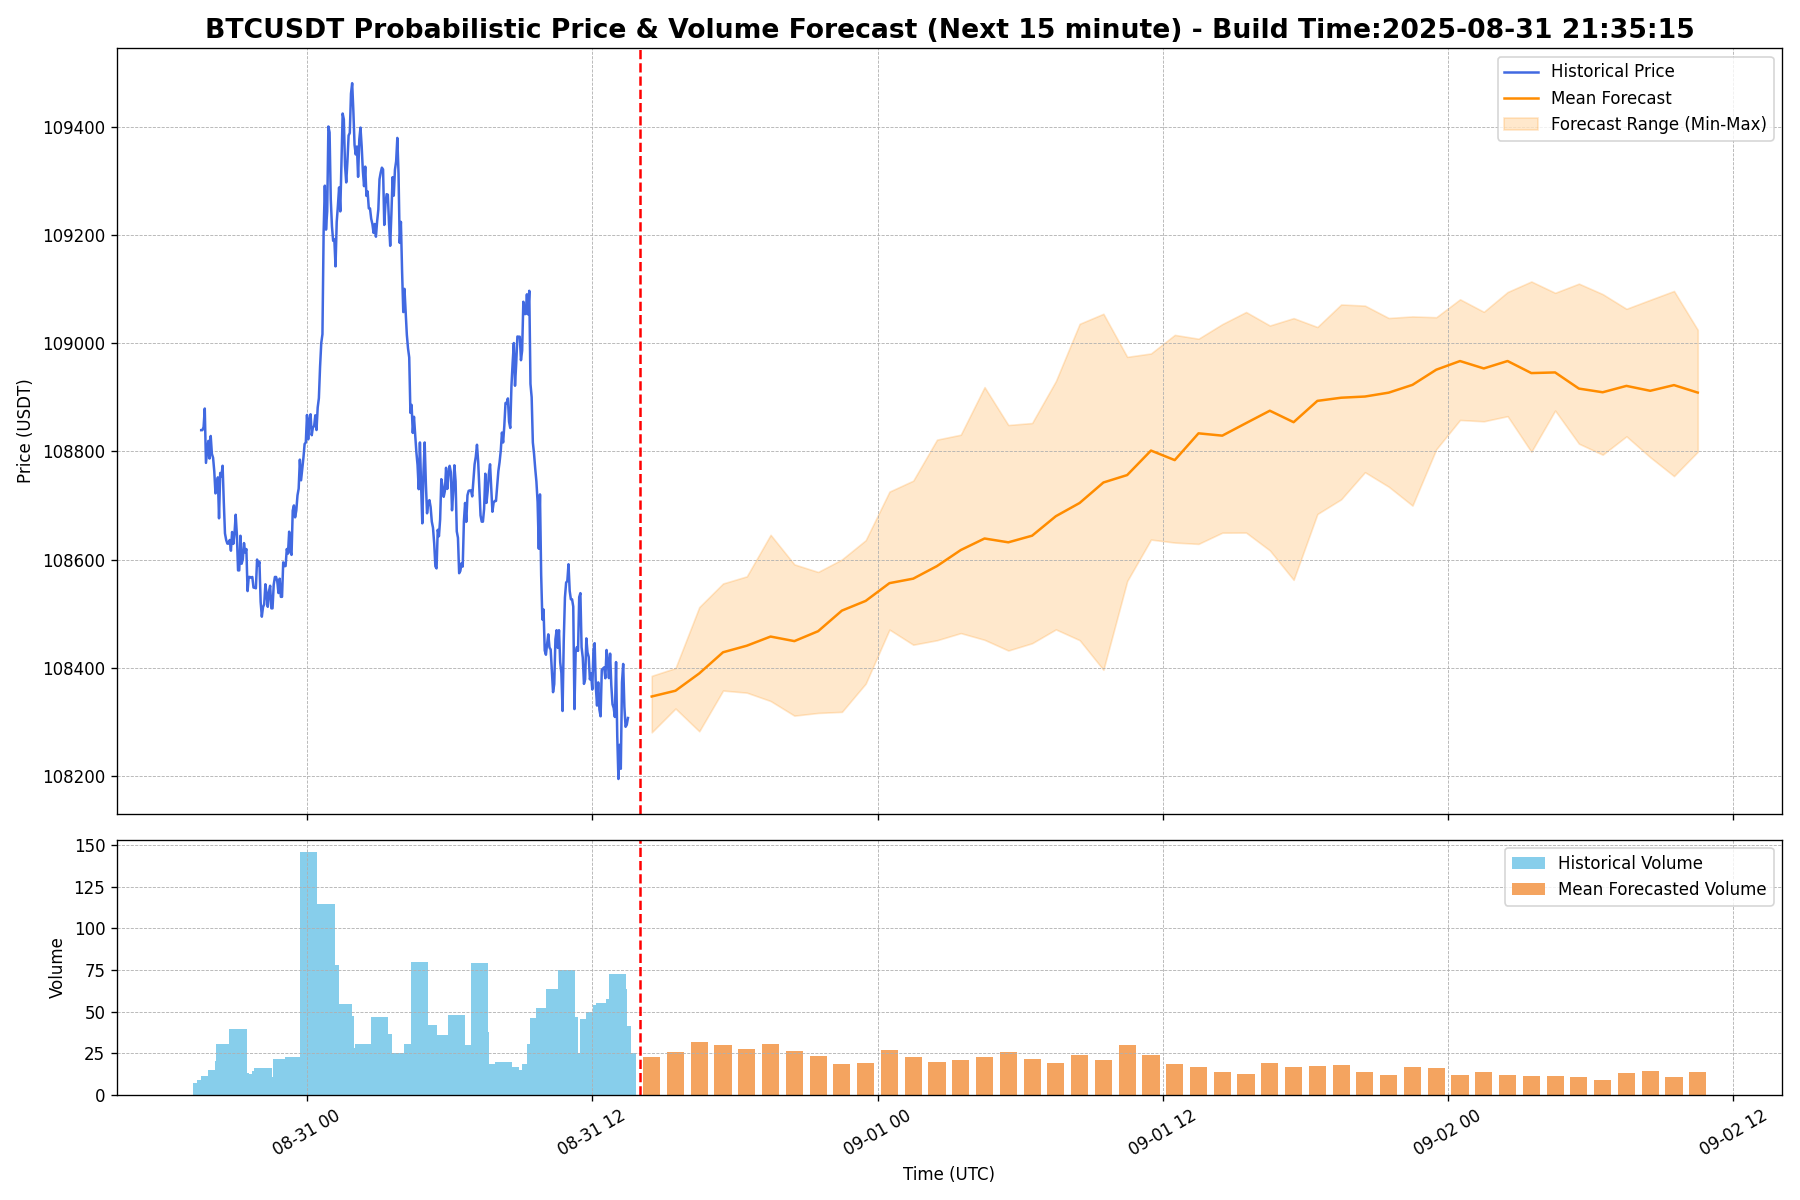 BTCUSDT Probabilistic Price & Volume Forecast (Next 15 minute) - Build Time:2025-08-31 21:35:15
Historical Price
Mean Forecast
Forecast Range (Min-Max)
Price (USDT)
109400
109200
109000
108800
108600
108400
108200
Historical Volume
Mean Forecasted Volume
Volume
150
125
100
75
50
25
0
08-31 00
08-31 12
09-01 00
09-01 12
09-02 00
09-02 12
Time (UTC)